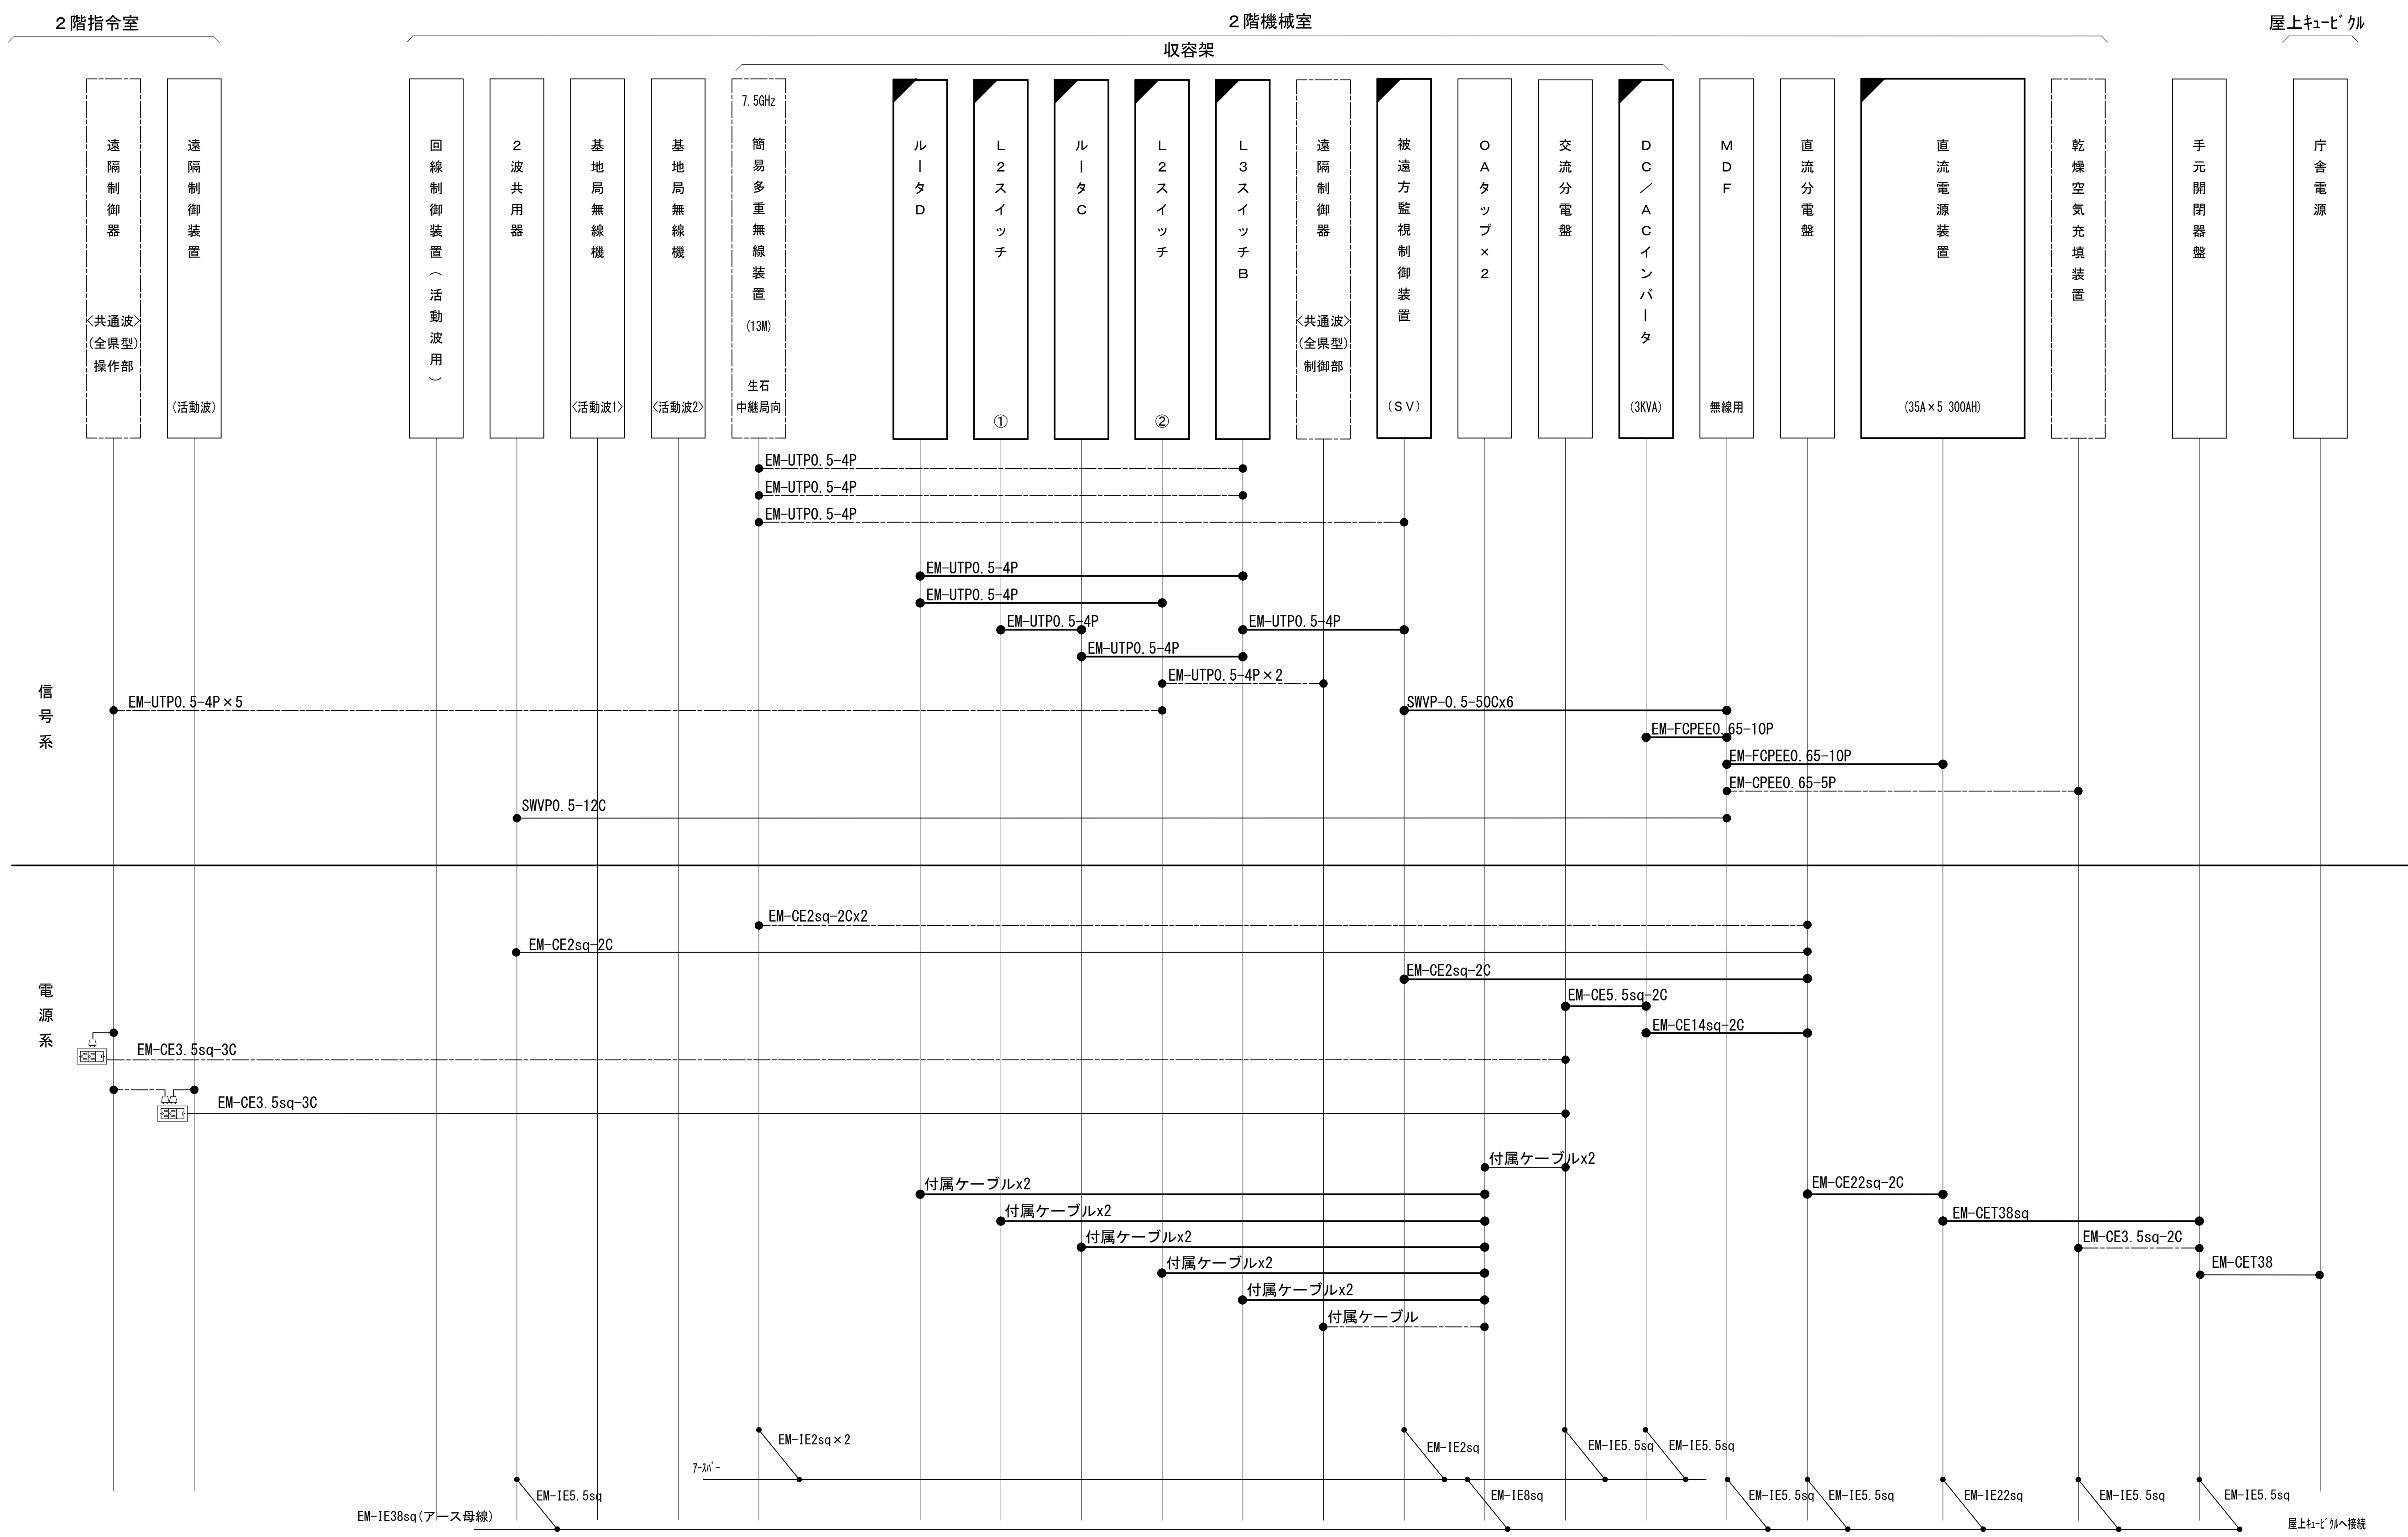 ２階指令室
２階機械室
屋上ｷｭｰﾋﾞｸﾙ
収容架
遠隔制御器
<共通波>
(全県型)
操作部
遠隔制御装置
(活動波)
回線制御装置（活動波用）
２波共用器
基地局無線機
<活動波1>
基地局無線機
<活動波2>
7.5GHz
簡易多重無線装置
(13M)
生石
中継局向
ルータD
L２スイッチ
①
ルータC
L２スイッチ
②
L３スイッチB
遠隔制御器
<共通波>
(全県型)
制御部
被遠方監視制御装置
(ＳＶ)
OAタップ×2
交流分電盤
DC／ACインバータ
(3KVA)
MDF
無線用
直流分電盤
直流電源装置
(35A×5 300AH)
乾燥空気充填装置
手元開閉器盤
庁舎電源
信号系
EM-UTP0.5-4P
EM-UTP0.5-4P
EM-UTP0.5-4P
EM-UTP0.5-4P
EM-UTP0.5-4P
EM-UTP0.5-4P
EM-UTP0.5-4P
EM-UTP0.5-4P
EM-UTP0.5-4P×2
EM-UTP0.5-4P×5
SWVP-0.5-50Cx6
EM-FCPEE0.65-10P
EM-FCPEE0.65-10P
EM-CPEE0.65-5P
SWVP0.5-12C
電源系
EM-CE2sq-2Cx2
EM-CE2sq-2C
EM-CE2sq-2C
EM-CE5.5sq-2C
EM-CE14sq-2C
EM-CE3.5sq-3C
EM-CE3.5sq-3C
付属ケーブルx2
付属ケーブルx2
EM-CE22sq-2C
付属ケーブルx2
EM-CET38sq
付属ケーブルx2
EM-CE3.5sq-2C
付属ケーブルx2
EM-CET38
付属ケーブルx2
付属ケーブル
EM-IE2sq×2
EM-IE2sq
EM-IE5.5sq
EM-IE5.5sq
ｱｰｽﾊﾞｰ
EM-IE5.5sq
EM-IE8sq
EM-IE5.5sq
EM-IE5.5sq
EM-IE22sq
EM-IE5.5sq
EM-IE5.5sq
EM-IE38sq(アース母線)
屋上ｷｭｰﾋﾞｸﾙへ接続